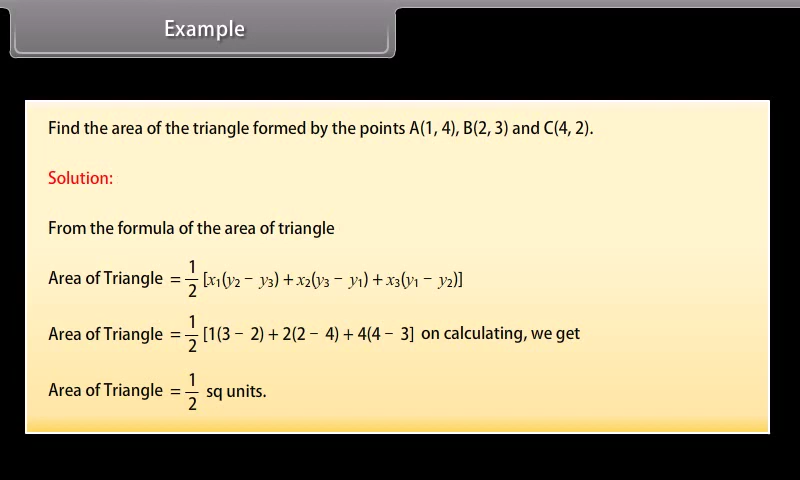 Example
Find the area of the triangle formed by the points A(1, 4), B(2, 3) and C(4, 2).
Solution:
From the formula of the area of triangle
Area of Triangle = 1/2 [x₁(y₂ − y₃) + x₂(y₃ − y₁) + x₃(y₁ − y₂)]
Area of Triangle = 1/2 [1(3 − 2) + 2(2 − 4) + 4(4 − 3] on calculating, we get
Area of Triangle = 1/2 sq units.